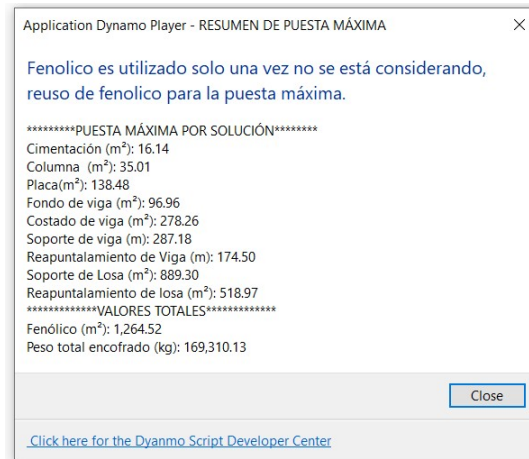 Application Dynamo Player - RESUMEN DE PUESTA MÁXIMA
Fenolico es utilizado solo una vez no se está considerando,
reuso de fenolico para la puesta máxima.
*********PUESTA MÁXIMA POR SOLUCIÓN********
Cimentación (m²): 16.14
Columna  (m²): 35.01
Placa(m²): 138.48
Fondo de viga (m²): 96.96
Costado de viga (m²): 278.26
Soporte de viga (m): 287.18
Reapuntalamiento de Viga (m): 174.50
Soporte de Losa (m²): 889.30
Reapuntalamiento de losa (m²): 518.97
*************VALORES TOTALES*************
Fenólico (m²): 1,264.52
Peso total encofrado (kg): 169,310.13
Close
Click here for the Dyanmo Script Developer Center